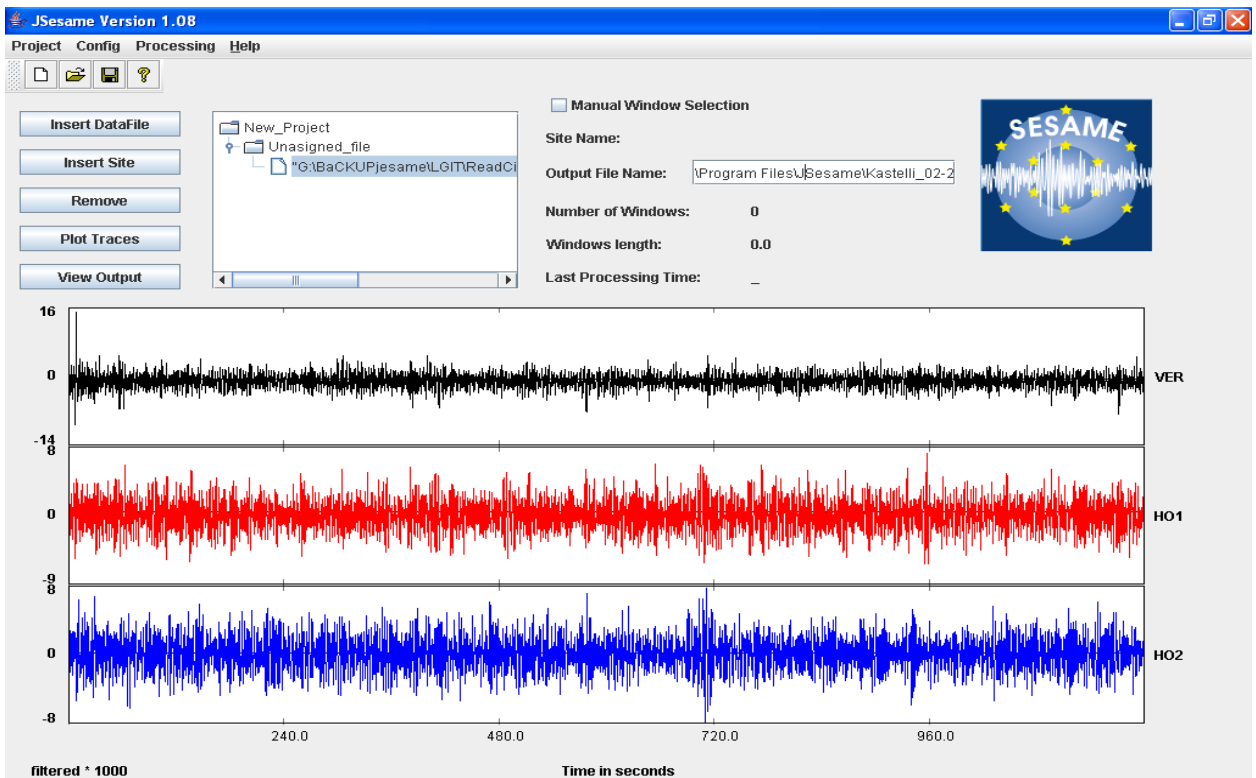 JSesame Version 1.08
Project Config Processing Help
Insert DataFile
Insert Site
Remove
Plot Traces
View Output
New_Project
Unasigned_file
"G:\BaCKUPjesame\LGIT\ReadCi
Manual Window Selection
Site Name:
Output File Name: \Program Files\JSesame\Kastelli_02-2
Number of Windows: 0
Windows length: 0.0
Last Processing Time: _
SESAME
16
0
-14
VER
8
0
-9
HO1
8
0
-8
HO2
240.0 480.0 720.0 960.0
filtered * 1000 Time in seconds